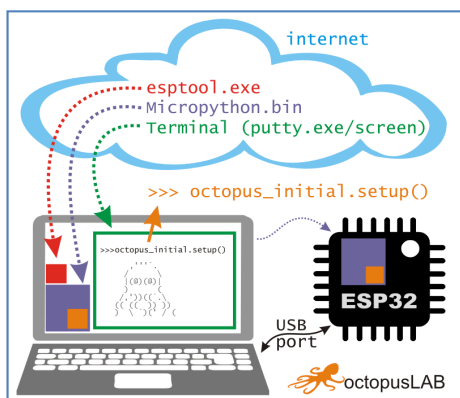 internet
esptool.exe
Micropython.bin
Terminal (putty.exe/screen)
>>> octopus_initial.setup()
>>>octopus_initial.setup()
ESP32
USB
port
octopusLAB